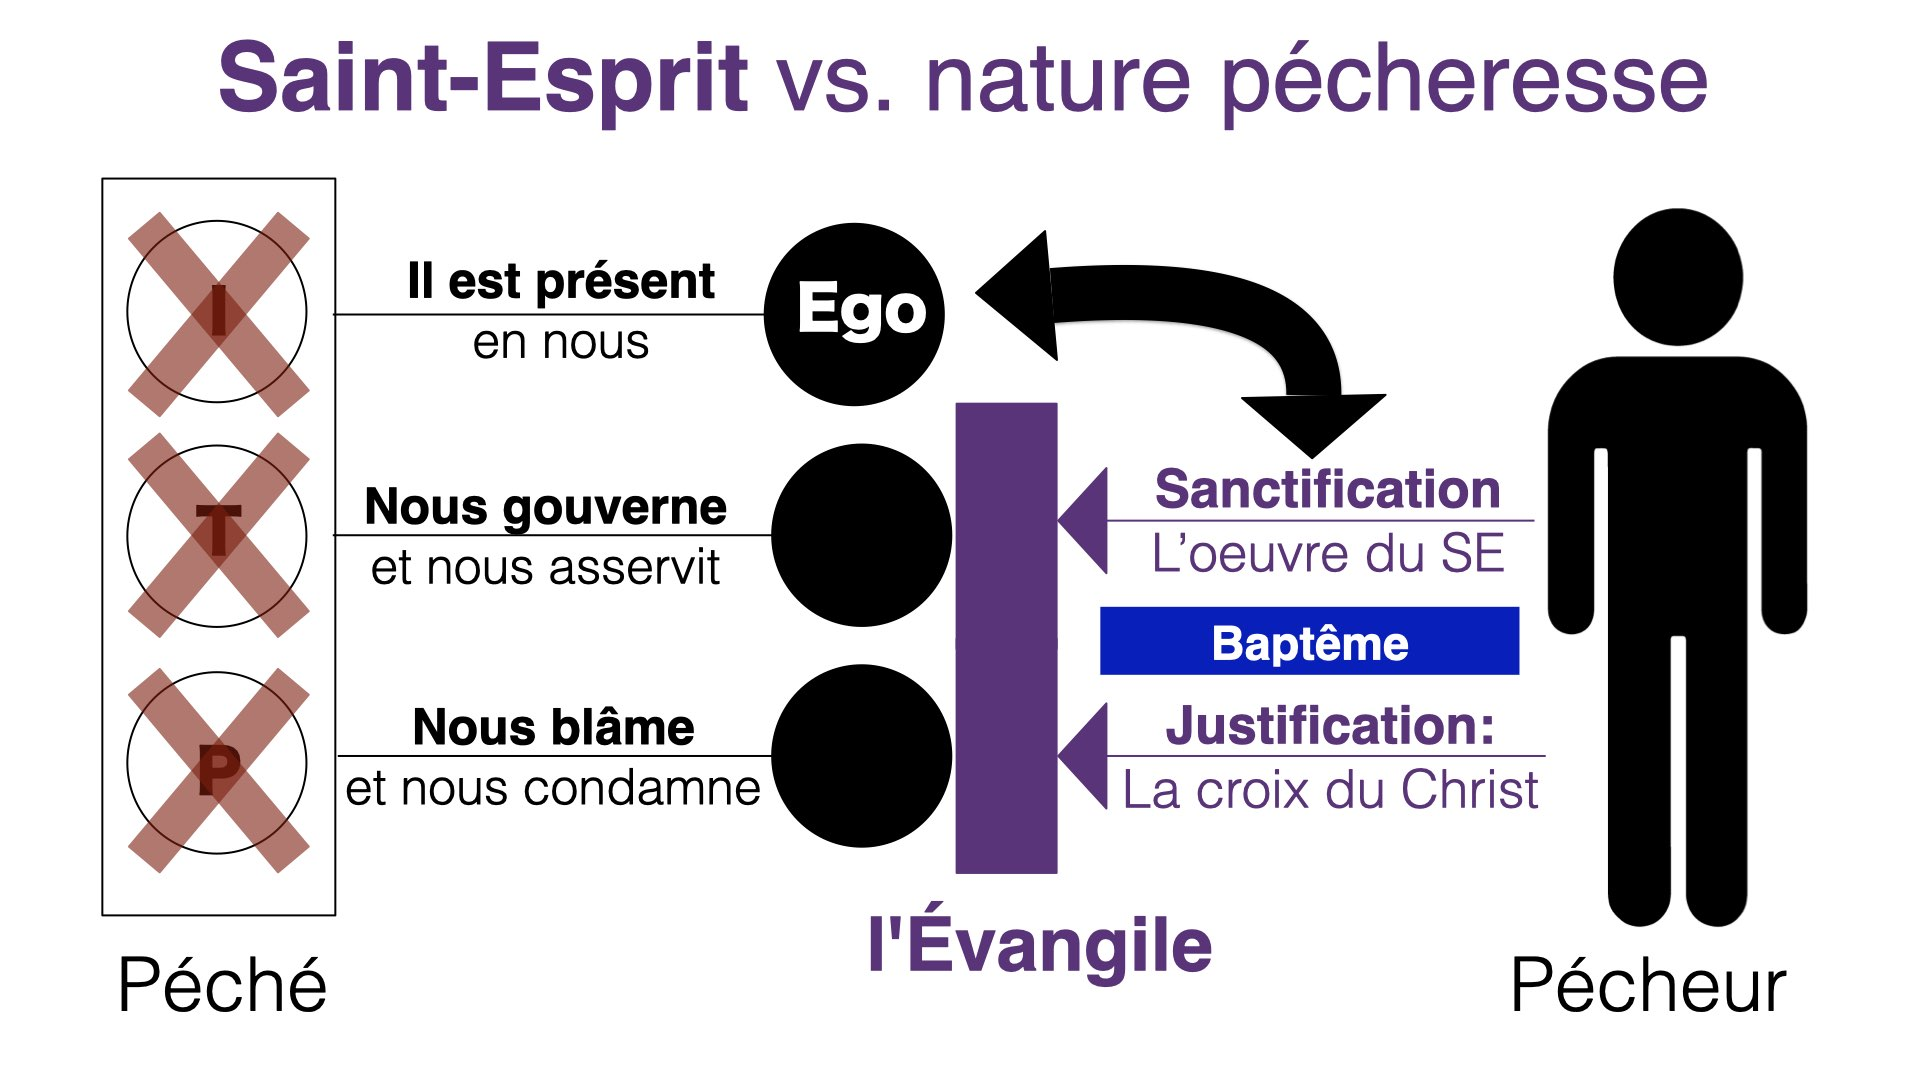 Saint-Esprit vs. nature pécheresse
I
Il est présent
en nous
Ego
T
Nous gouverne
et nous asservit
Sanctification
L’oeuvre du SE
Baptême
P
Nous blâme
et nous condamne
Justification:
La croix du Christ
l'Évangile
Péché
Pécheur